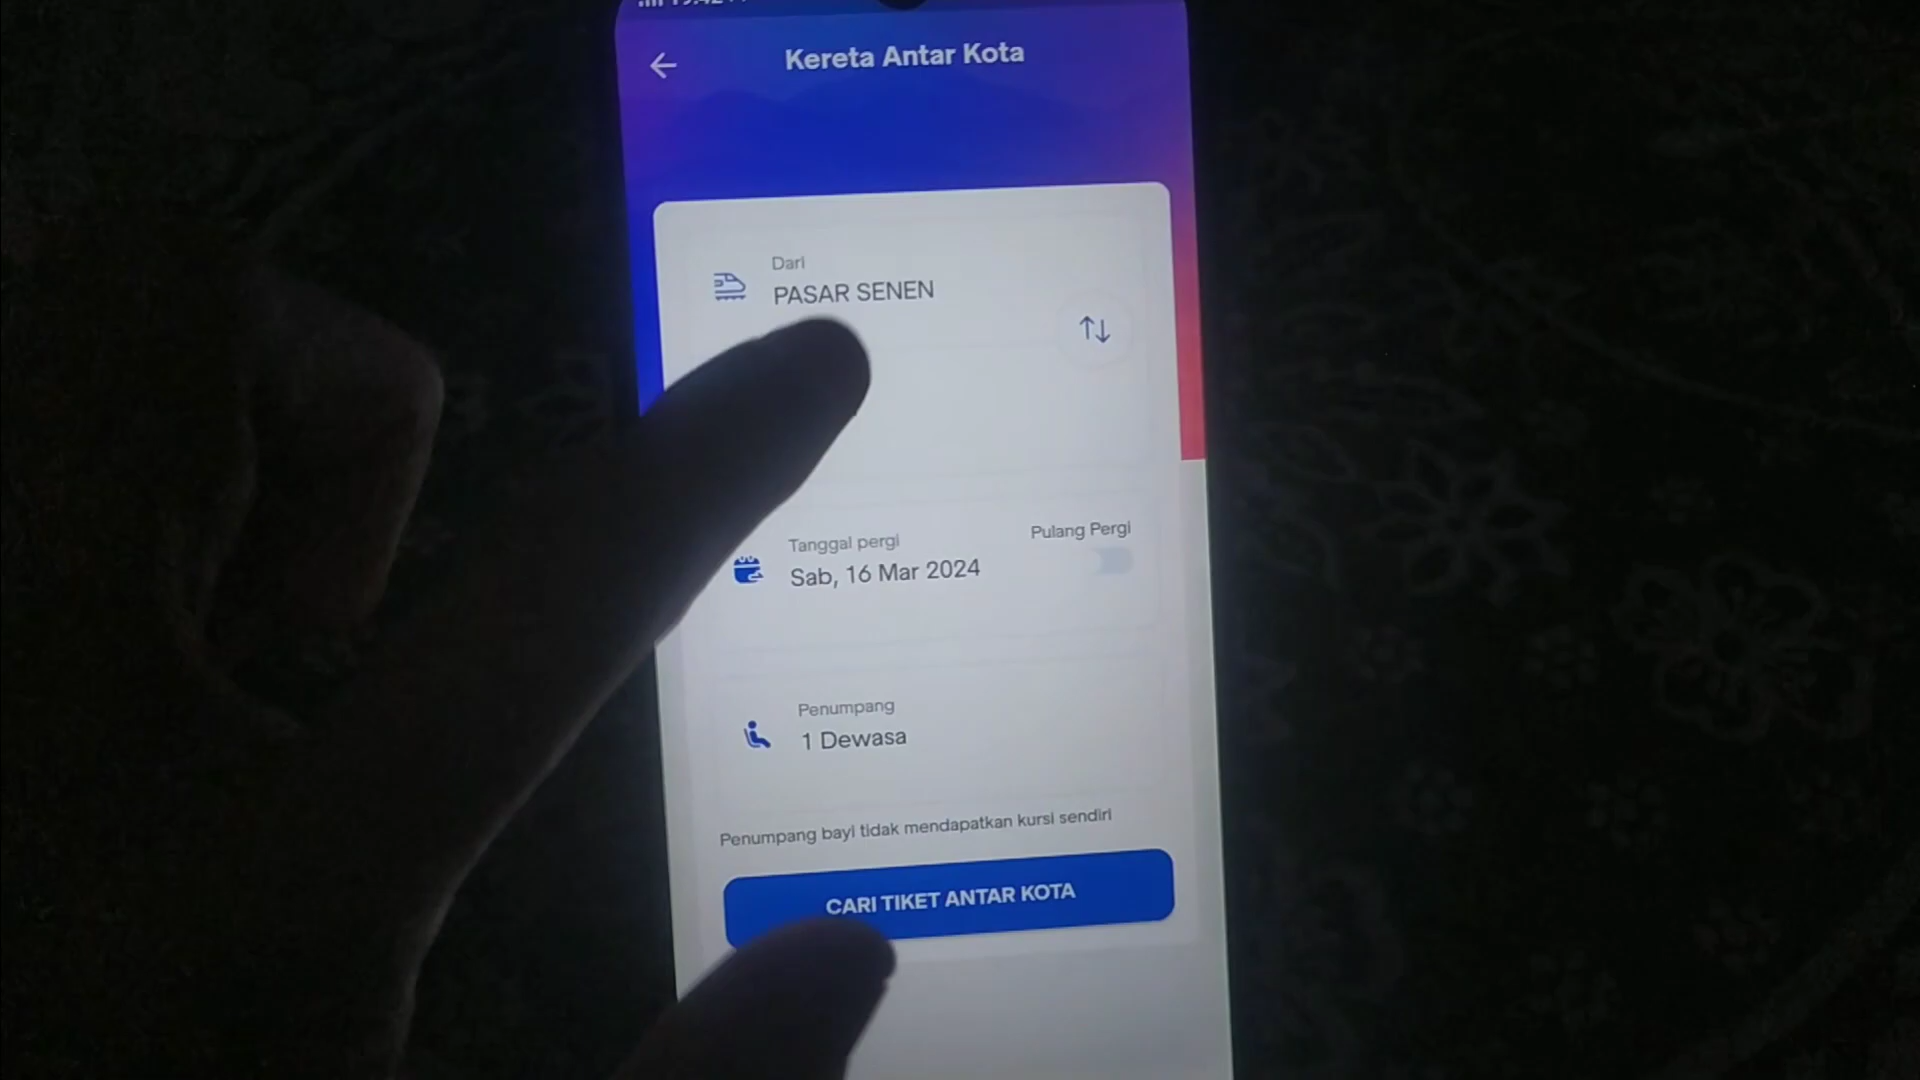 Kereta Antar Kota
Dari
PASAR SENEN
Tanggal pergi
Sab, 16 Mar 2024
Pulang Pergi
Penumpang
1 Dewasa
Penumpang bayi tidak mendapatkan kursi sendiri
CARI TIKET ANTAR KOTA